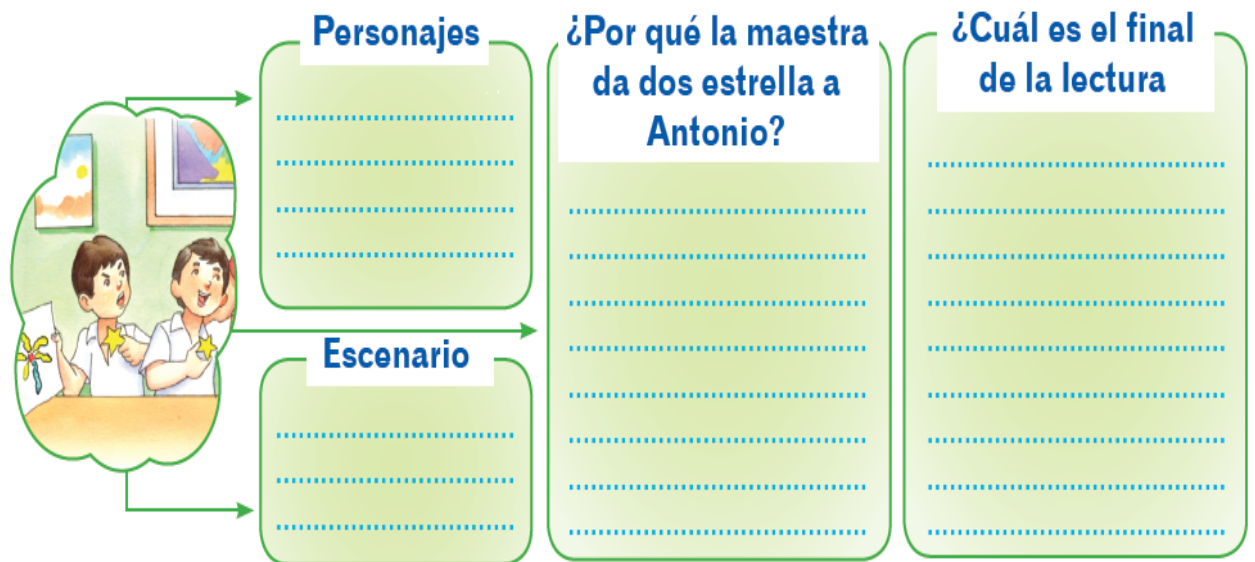 Personajes
¿Por qué la maestra
da dos estrella a
Antonio?
¿Cuál es el final
de la lectura
Escenario